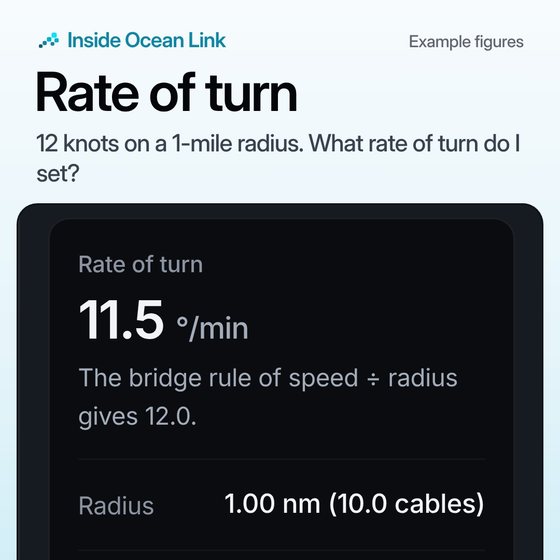 Inside Ocean Link
Example figures
Rate of turn
12 knots on a 1-mile radius. What rate of turn do I
set?
Rate of turn
11.5 °/min
The bridge rule of speed ÷ radius
gives 12.0.
Radius
1.00 nm (10.0 cables)